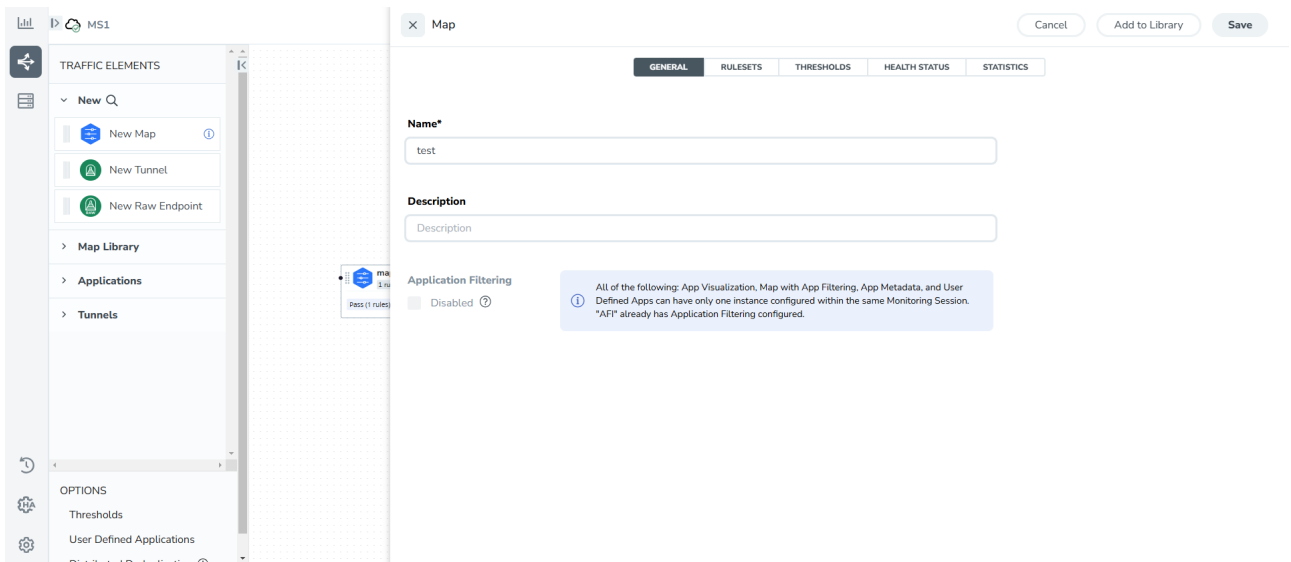 MS1
TRAFFIC ELEMENTS
New
New Map
New Tunnel
New Raw Endpoint
Map Library
Applications
Tunnels
OPTIONS
Thresholds
User Defined Applications
Pass (1 rules)
Map
Cancel
Add to Library
Save
GENERAL
RULESETS
THRESHOLDS
HEALTH STATUS
STATISTICS
Name*
test
Description
Description
Application Filtering
Disabled
All of the following: App Visualization, Map with App Filtering, App Metadata, and User
Defined Apps can have only one instance configured within the same Monitoring Session.
"AFI" already has Application Filtering configured.